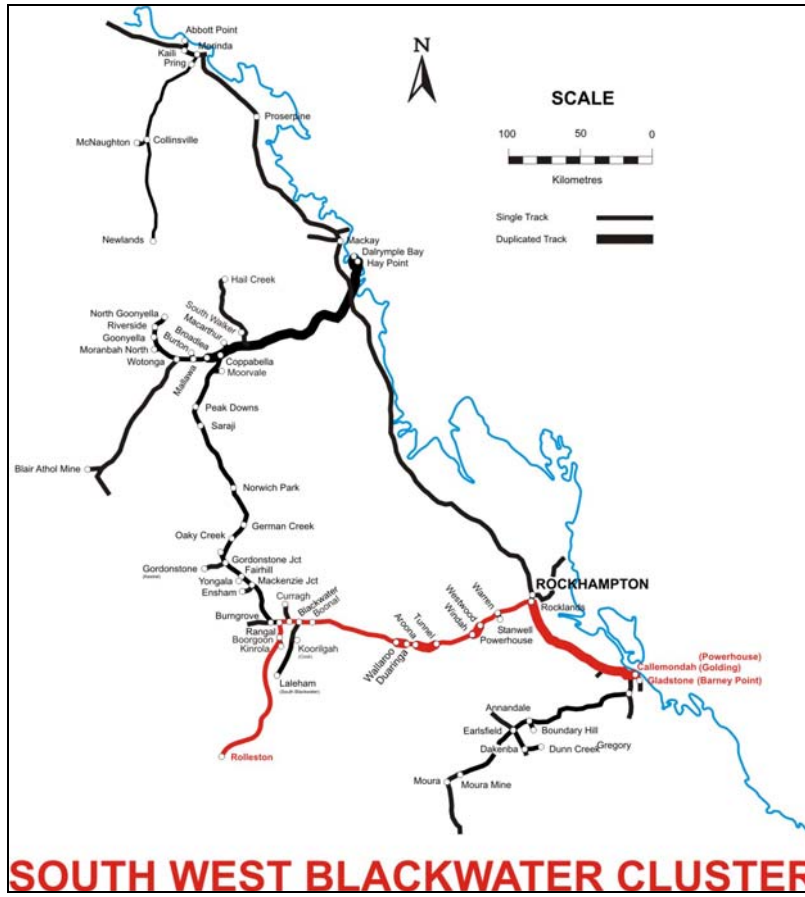 Abbott Point
Kaili
Merinda
Pring
N
SCALE
100
50
0
Kilometres
Single Track
Duplicated Track
Proserpine
McNaughton
Collinsville
Newlands
Mackay
Dalrymple Bay
Hay Point
Hail Creek
North Goonyella
Riverside
Goonyella
Moranbah North
Wotonga
South Walker
Macarthur
Broadlea
Burton
Mallawa
Coppabella
Moorvale
Peak Downs
Saraji
Blair Athol Mine
Norwich Park
German Creek
Oaky Creek
Gordonstone Jct
Gordonstone
Fairhill
Yongala
Mackenzie Jct
Ensham
Curragh
Burngrove
Rangal
Blackwater
Boonal
Boorgoon
Kinrola
Koorilgah
Laleham
(South Blackwater)
Rolleston
Wallaroo
Duaringa
Aroona
Tunnel
Windah
Westwood
Warren
Stanwell
Powerhouse
ROCKHAMPTON
Rocklands
(Powerhouse)
Callemondah (Golding)
Gladstone (Barney Point)
Annandale
Earlsfield
Boundary Hill
Dakenba
Dunn Creek
Gregory
Moura
Moura Mine
SOUTH WEST BLACKWATER CLUSTER